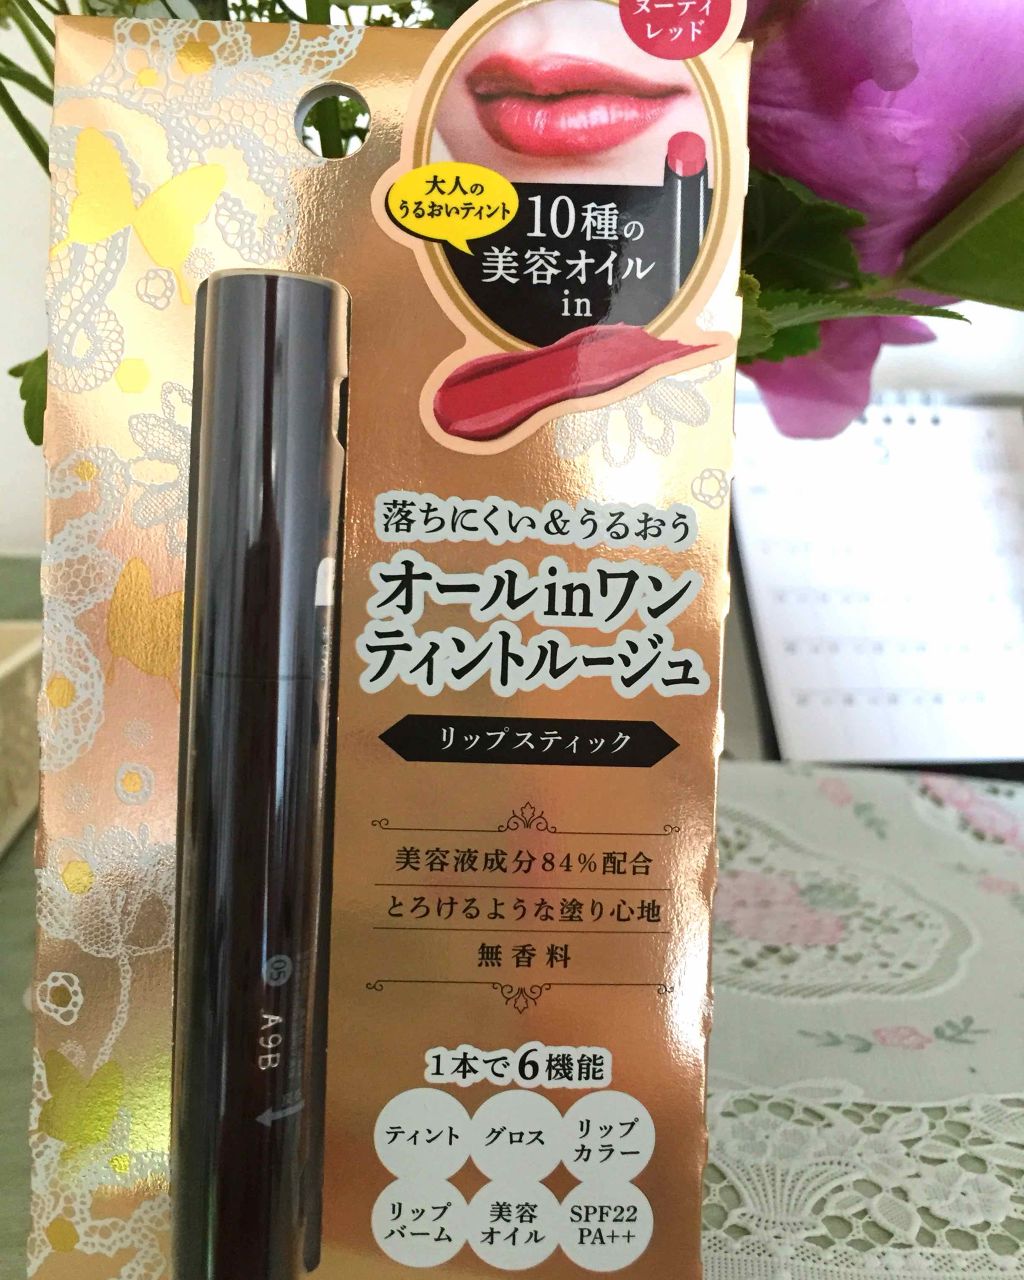 ヌーディ
レッド
大人の
うるおいティント
10種の
美容オイル
in
落ちにくい&うるおう
オールinワン
ティントルージュ
リップスティック
美容液成分84%配合
とろけるような塗り心地
無香料
05
A9B
1本で6機能
ティント
グロス
リップ
カラー
リップ
バーム
美容
オイル
SPF22
PA++